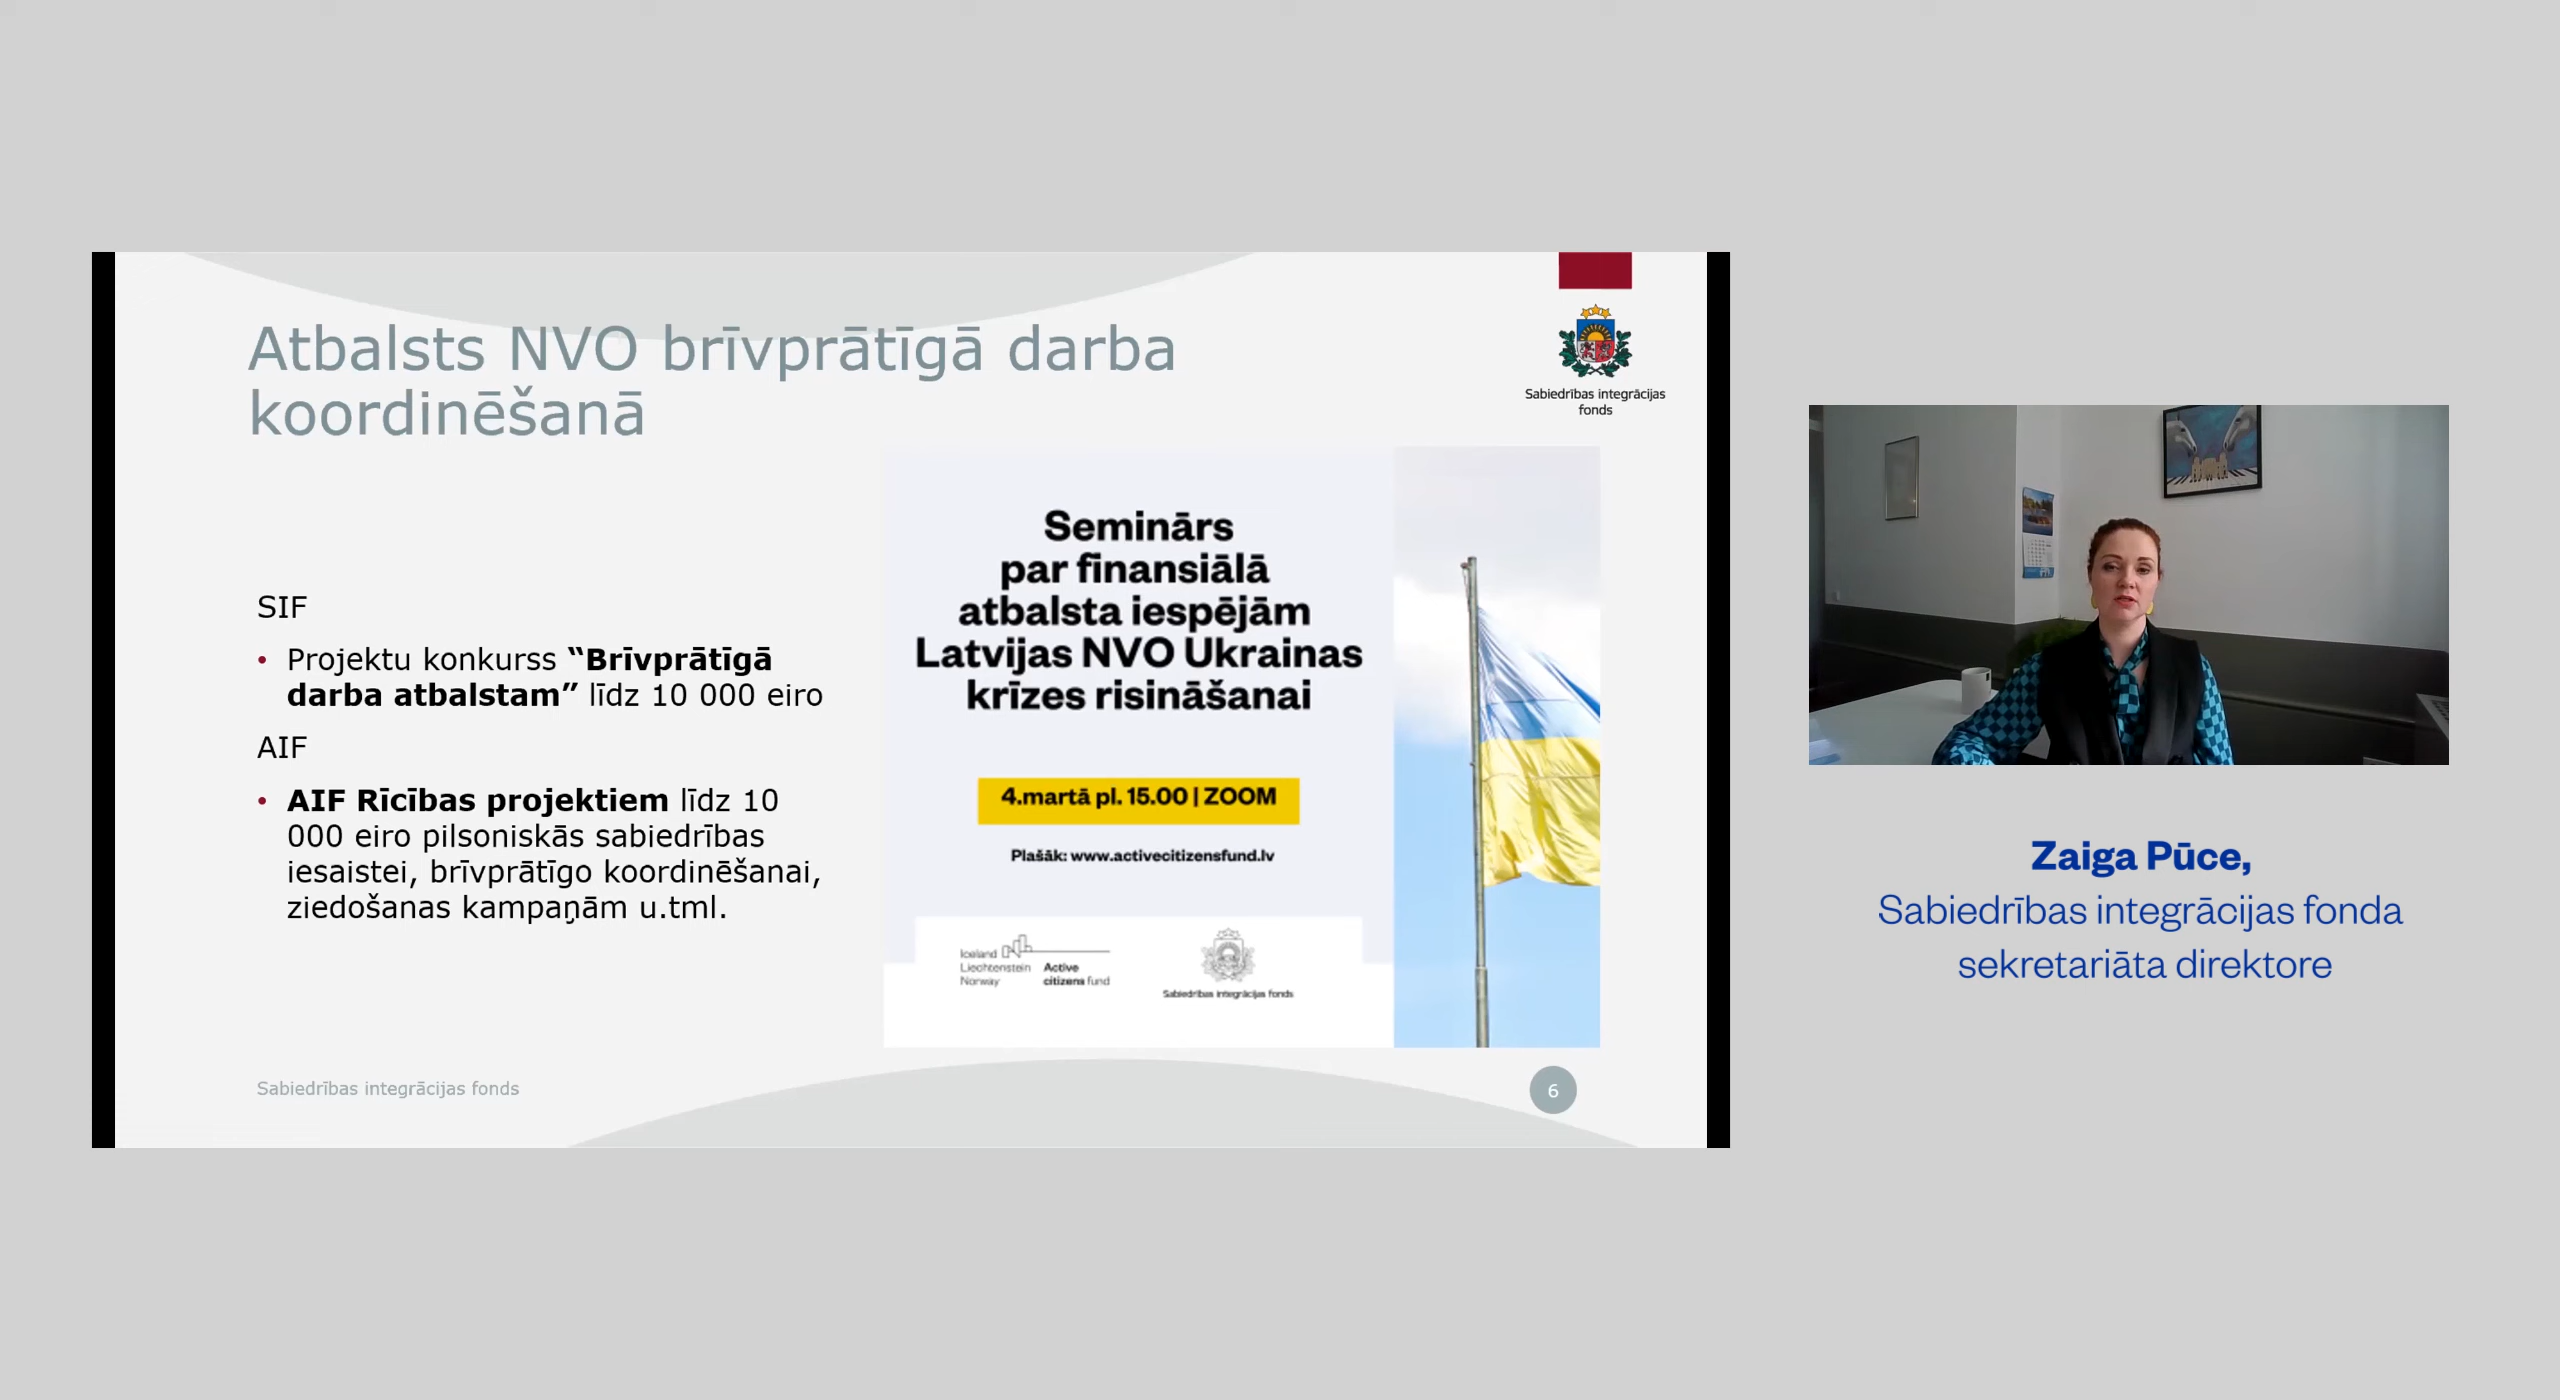 Atbalsts NVO brīvprātīgā darba
koordinēšanā
Sabiedrības integrācijas
fonds
SIF
• Projektu konkurss “Brīvprātīgā
darba atbalstam” līdz 10 000 eiro
AIF
• AIF Rīcības projektiem līdz 10
000 eiro pilsoniskās sabiedrības
iesaistei, brīvprātīgo koordinēšanai,
ziedošanas kampaņām u.tml.
Seminārs
par finansiālā
atbalsta iespējām
Latvijas NVO Ukrainas
krīzes risināšanai
4.martā pl. 15.00 | ZOOM
Plašāk: www.activecitizensfund.lv
Iceland
Liechtenstein
Norway
Active
citizens fund
Sabiedrības integrācijas fonds
Sabiedrības integrācijas fonds
6
Zaiga Pūce,
Sabiedrības integrācijas fonda
sekretariāta direktore